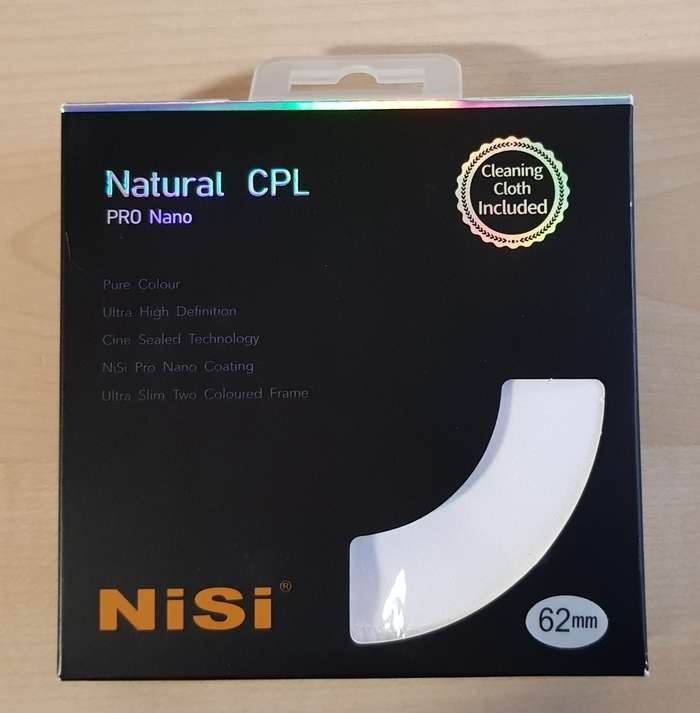 Natural CPL
PRO Nano
Cleaning
Cloth
Included
Pure Colour
Ultra High Definition
Cine Sealed Technology
NiSi Pro Nano Coating
Ultra Slim Two Coloured Frame
NiSi®
62mm